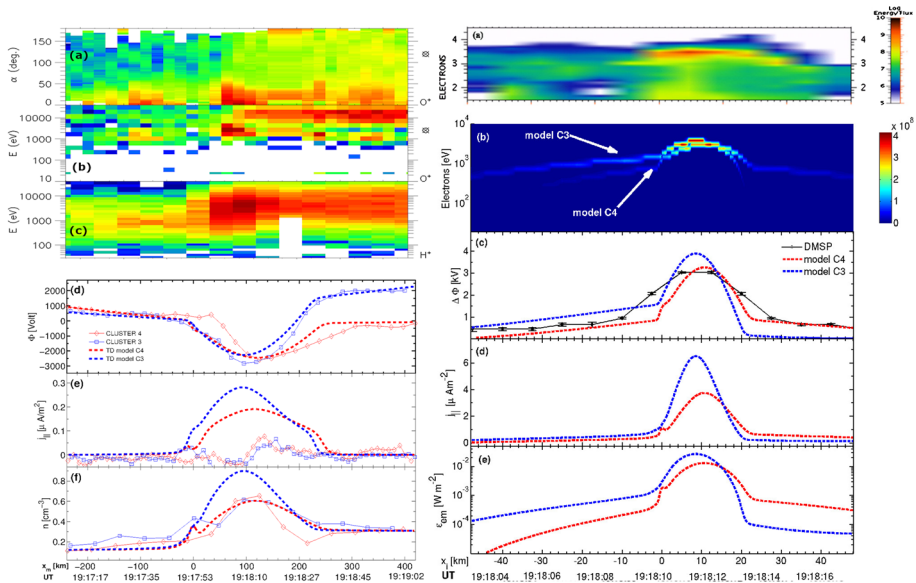 (a)
α (deg.)
150
100
50
0
O⁺
(b)
E (eV)
10000
1000
100
10
O⁺
(c)
E (eV)
10000
1000
100
H⁺
(d)
Φ [Volt]
2000
1000
0
−1000
−2000
−3000
CLUSTER 4
CLUSTER 3
TD model C4
TD model C3
(e)
j|| [μ A/m²]
0.3
0.2
0.1
0
(f)
n [cm⁻³]
0.8
0.6
0.4
0.2
xₘ [km]
−200
−100
0
100
200
300
400
UT
19:17:17
19:17:35
19:17:53
19:18:10
19:18:27
19:18:45
19:19:02
Log
Energy Flux
10
9
8
7
6
5
(a)
ELECTRONS
4
3
2
4
3
2
(b)
Electrons [eV]
10⁴
10³
10²
model C3
model C4
x 10⁸
4
3
2
1
0
(c)
Δ Φ [kV]
4
3
2
1
DMSP
model C4
model C3
(d)
j|| [μ Am⁻²]
6
4
2
0
(e)
εem [W m⁻²]
10⁻²
10⁻³
10⁻⁴
xi [km]
−40
−30
−20
−10
0
10
20
30
40
UT
19:18:04
19:18:06
19:18:08
19:18:10
19:18:12
19:18:14
19:18:16